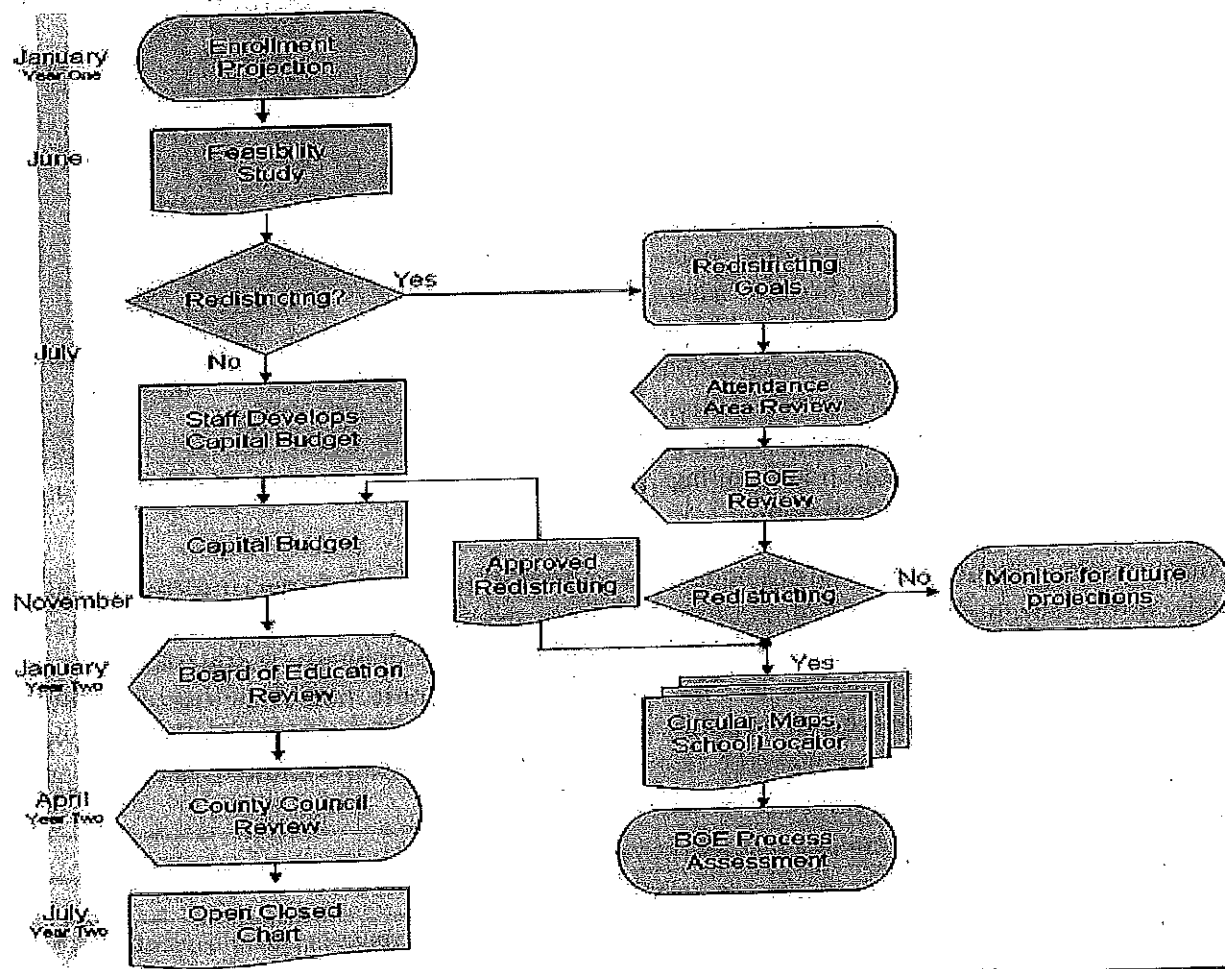 January
Year One
June
July
November
January
Year Two
April
Year Two
July
Year Two
Enrollment
Projection
Feasibility
Study
Redistricting?
Yes
No
Staff Develops
Capital Budget
Capital Budget
Board of Education
Review
County Council
Review
Open Closed
Chart
Redistricting
Goals
Attendance
Area Review
BOE
Review
Approved
Redistricting
Redistricting
No
Monitor for future
projections
Yes
Circular, Maps,
School Locator
BOE Process
Assessment